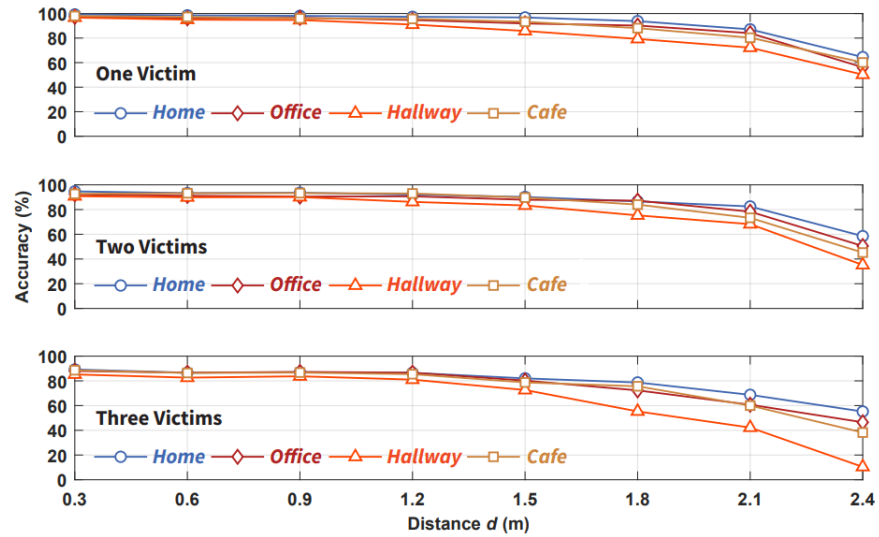 100
80
60
40
20
0
One Victim
Home Office Hallway Cafe
Accuracy (%)
100
80
60
40
20
0
Two Victims
Home Office Hallway Cafe
100
80
60
40
20
0
Three Victims
Home Office Hallway Cafe
0.3 0.6 0.9 1.2 1.5 1.8 2.1 2.4
Distance d (m)